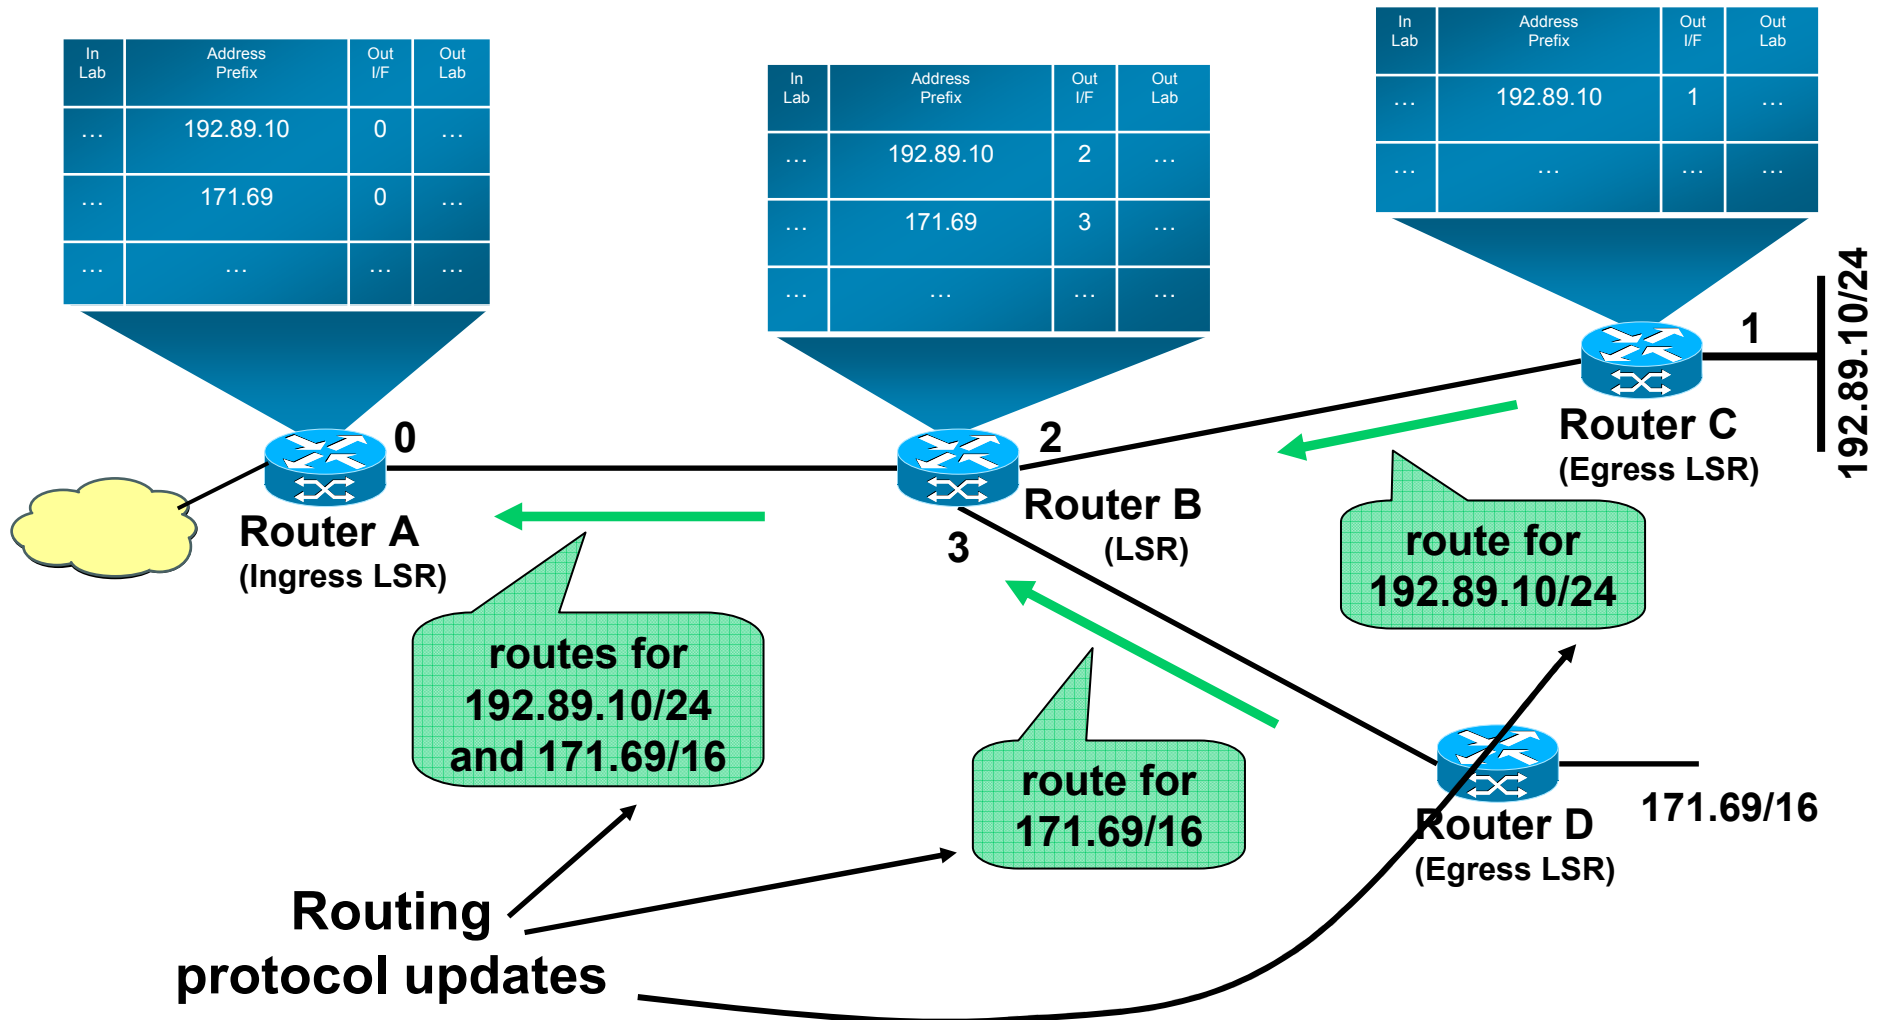 In Lab Address Prefix Out I/F Out Lab
... 192.89.10 0 ...
... 171.69 0 ...
... ... ... ...
In Lab Address Prefix Out I/F Out Lab
... 192.89.10 2 ...
... 171.69 3 ...
... ... ... ...
In Lab Address Prefix Out I/F Out Lab
... 192.89.10 1 ...
... ... ... ...
0
Router A
(Ingress LSR)
2
3
Router B
(LSR)
1
Router C
(Egress LSR)
192.89.10/24
route for
192.89.10/24
routes for
192.89.10/24
and 171.69/16
route for
171.69/16
Router D
(Egress LSR)
171.69/16
Routing
protocol updates